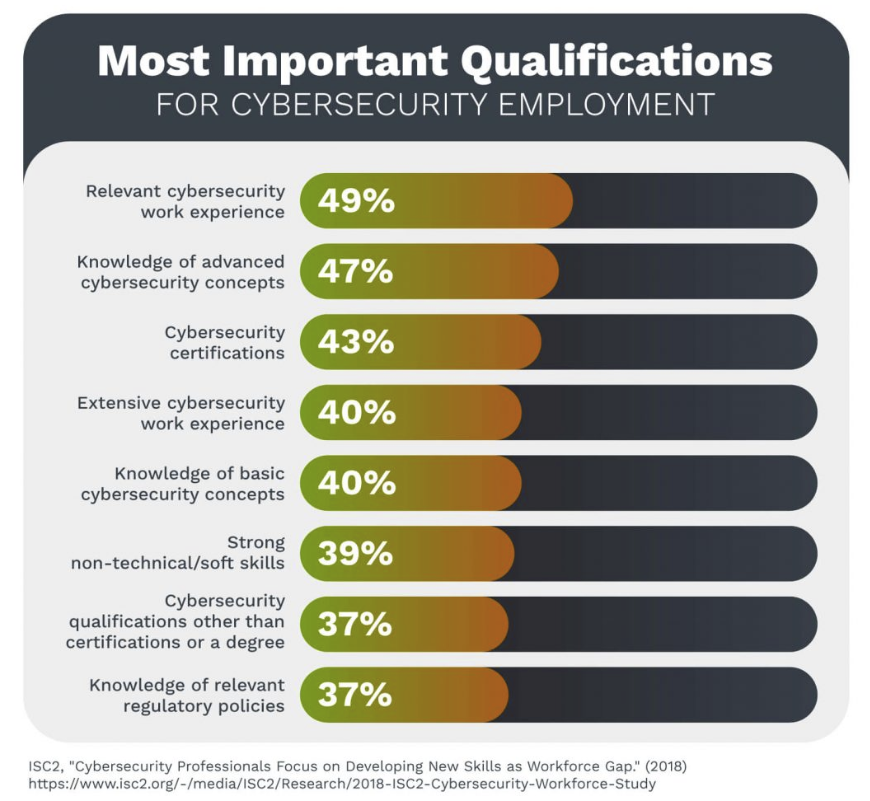 Most Important Qualifications
FOR CYBERSECURITY EMPLOYMENT
Relevant cybersecurity
work experience
49%
Knowledge of advanced
cybersecurity concepts
47%
Cybersecurity
certifications
43%
Extensive cybersecurity
work experience
40%
Knowledge of basic
cybersecurity concepts
40%
Strong
non-technical/soft skills
39%
Cybersecurity
qualifications other than
certifications or a degree
37%
Knowledge of relevant
regulatory policies
37%
ISC2, "Cybersecurity Professionals Focus on Developing New Skills as Workforce Gap." (2018)
https://www.isc2.org/-/media/ISC2/Research/2018-ISC2-Cybersecurity-Workforce-Study